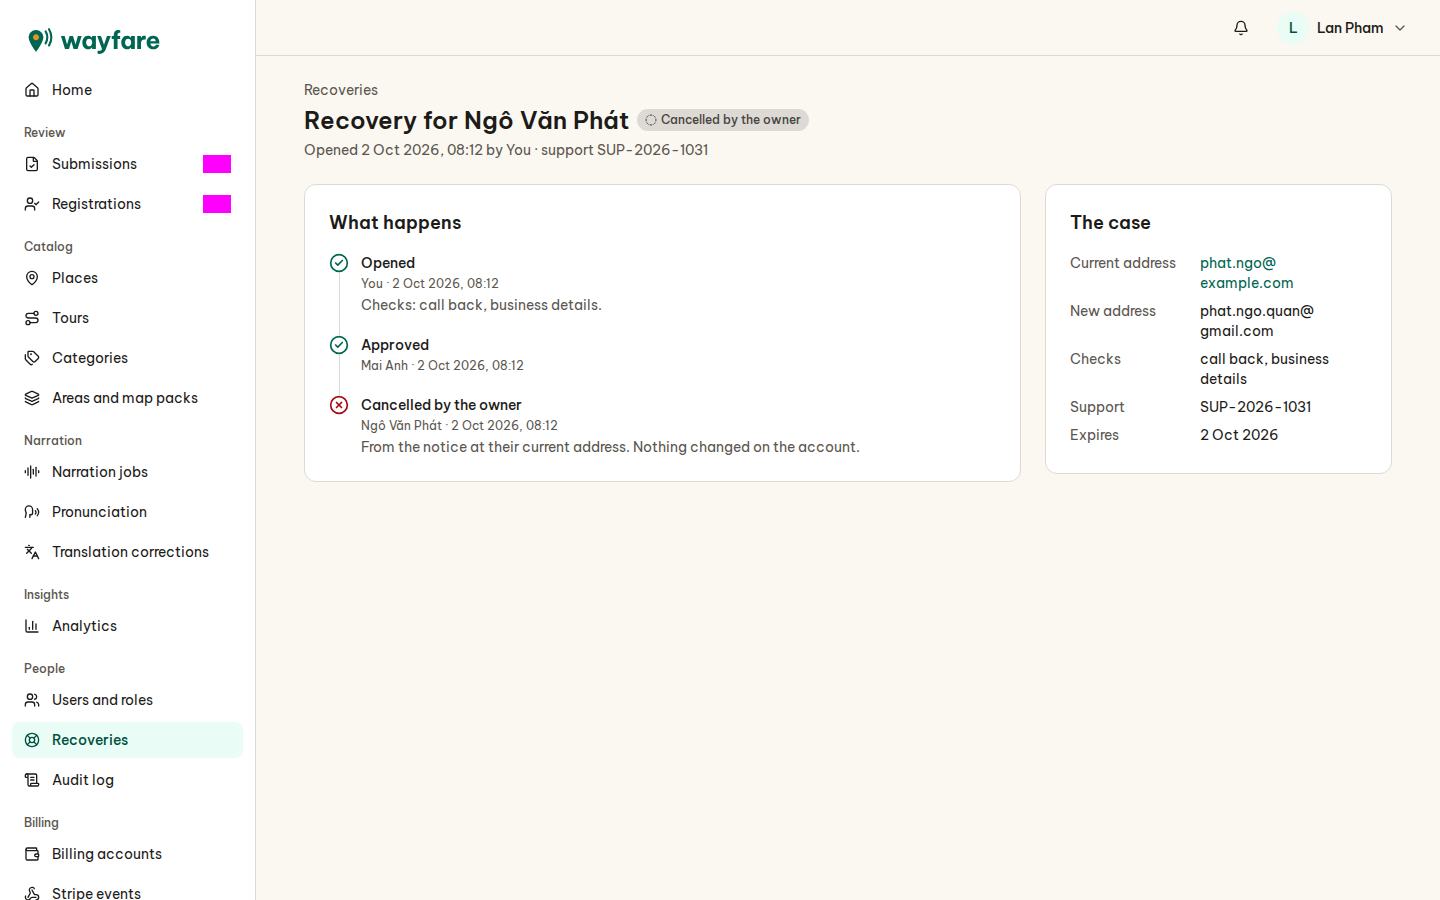 wayfare
Home
Review
Submissions
Registrations
Catalog
Places
Tours
Categories
Areas and map packs
Narration
Narration jobs
Pronunciation
Translation corrections
Insights
Analytics
People
Users and roles
Recoveries
Audit log
Billing
Billing accounts
Stripe events
L Lan Pham
Recoveries
Recovery for Ngô Văn Phát Cancelled by the owner
Opened 2 Oct 2026, 08:12 by You · support SUP-2026-1031
What happens
Opened
You · 2 Oct 2026, 08:12
Checks: call back, business details.
Approved
Mai Anh · 2 Oct 2026, 08:12
Cancelled by the owner
Ngô Văn Phát · 2 Oct 2026, 08:12
From the notice at their current address. Nothing changed on the account.
The case
Current address phat.ngo@
example.com
New address phat.ngo.quan@
gmail.com
Checks call back, business
details
Support SUP-2026-1031
Expires 2 Oct 2026